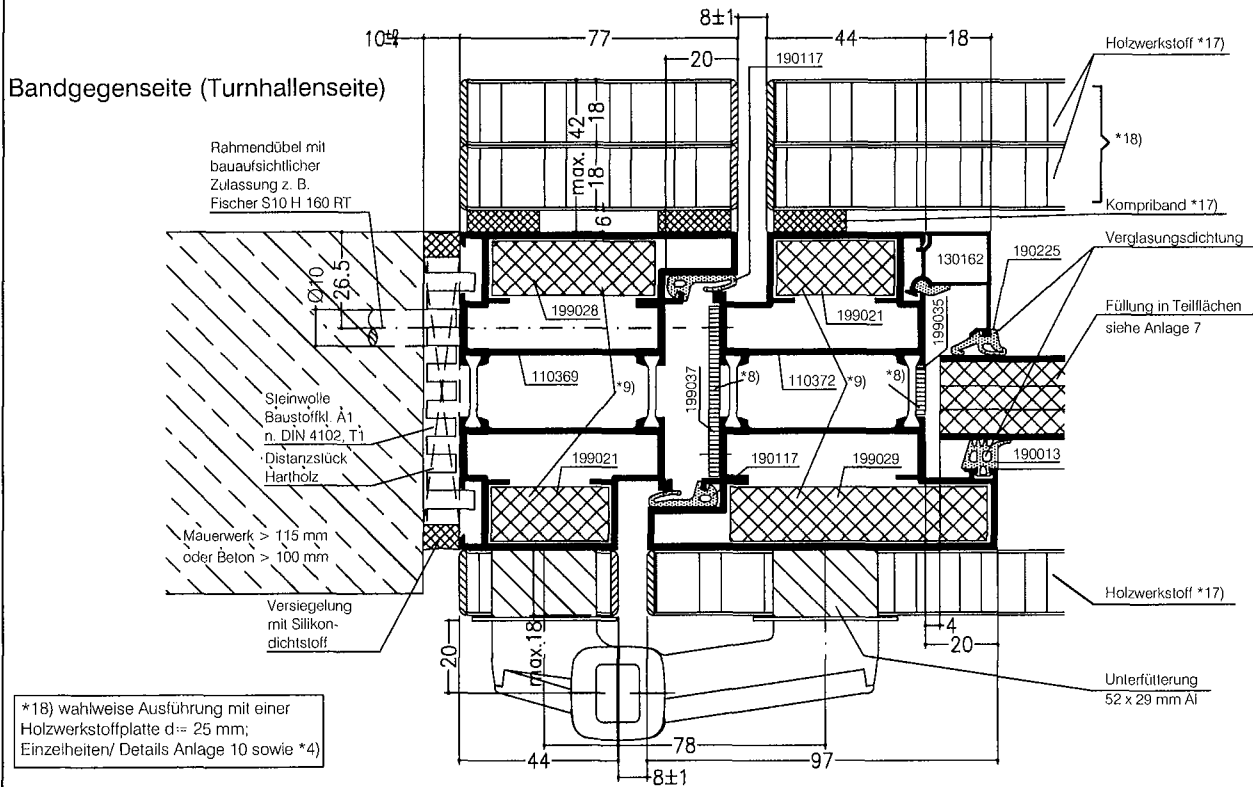 8±1
10
77
44
18
20
190117
Holzwerkstoff *17)
Bandgegenseite (Turnhallenseite)
max. 42
18
18
6
*18)
Rahmendübel mit
bauaufsichtlicher
Zulassung z. B.
Fischer S10 H 160 RT
Kompriband *17)
Verglasungsdichtung
130162
190225
Ø10
26.5
199028
199021
199035
Füllung in Teilflächen
siehe Anlage 7
110369
*9)
199037
*8)
110372
*9)
*8)
Steinwolle
Baustoffkl. A1
n. DIN 4102, T1
Distanzstück
Hartholz
199021
190117
199029
190013
Mauerwerk > 115 mm
oder Beton > 100 mm
Versiegelung
mit Silikon-
dichtstoff
Holzwerkstoff *17)
20
max.18
4
20
Unterfütterung
52 x 29 mm Al
*18) wahlweise Ausführung mit einer
Holzwerkstoffplatte d= 25 mm;
Einzelheiten/ Details Anlage 10 sowie *4)
78
44
97
8±1